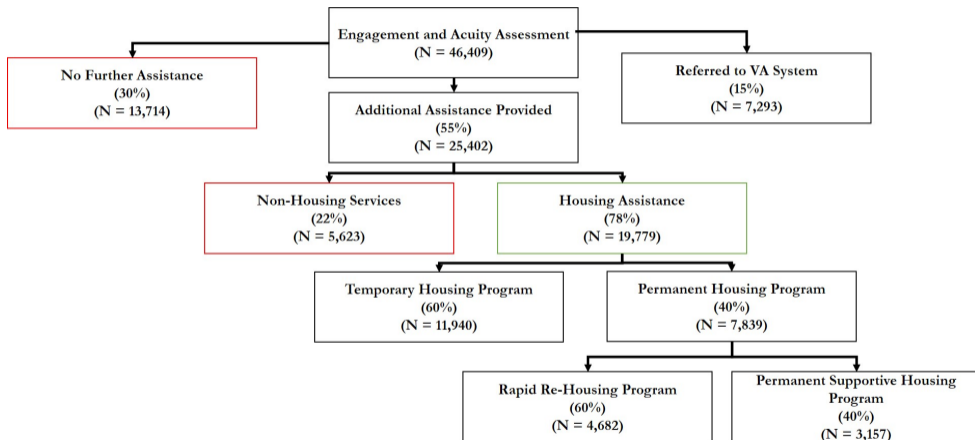 Engagement and Acuity Assessment
(N = 46,409)
No Further Assistance
(30%)
(N = 13,714)
Referred to VA System
(15%)
(N = 7,293)
Additional Assistance Provided
(55%)
(N = 25,402)
Non-Housing Services
(22%)
(N = 5,623)
Housing Assistance
(78%)
(N = 19,779)
Temporary Housing Program
(60%)
(N = 11,940)
Permanent Housing Program
(40%)
(N = 7,839)
Rapid Re-Housing Program
(60%)
(N = 4,682)
Permanent Supportive Housing
Program
(40%)
(N = 3,157)